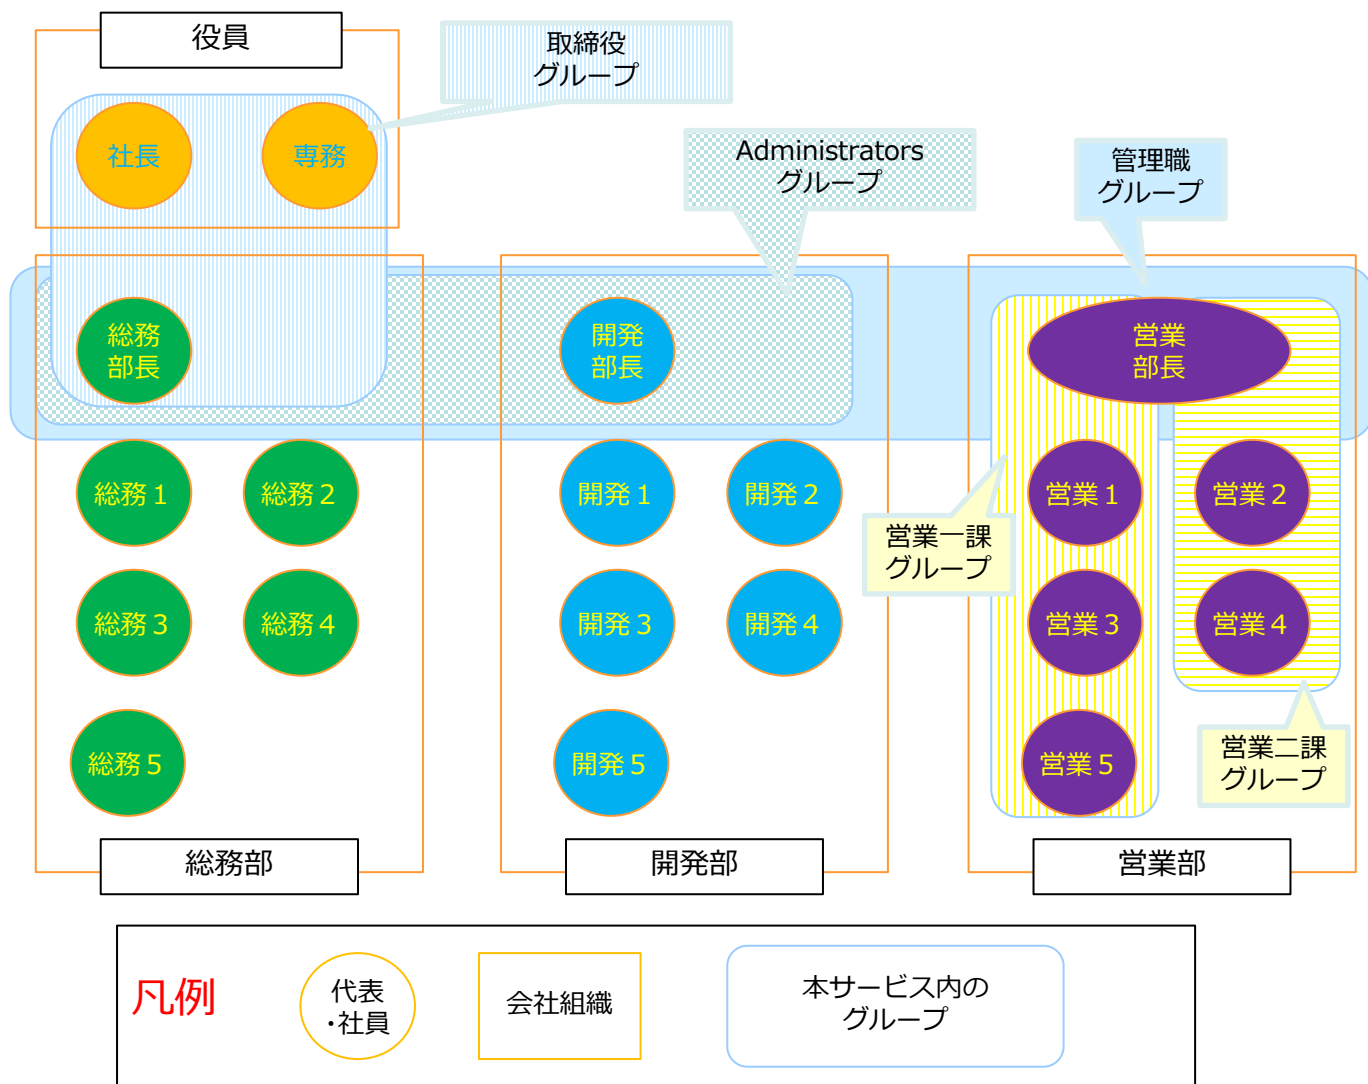 役員
取締役
グループ
社長
専務
Administrators
グループ
管理職
グループ
総務
部長
開発
部長
営業
部長
総務1
総務2
開発1
開発2
営業1
営業2
営業一課
グループ
総務3
総務4
開発3
開発4
営業3
営業4
総務5
開発5
営業5
営業二課
グループ
総務部
開発部
営業部
凡例
代表
・社員
会社組織
本サービス内の
グループ